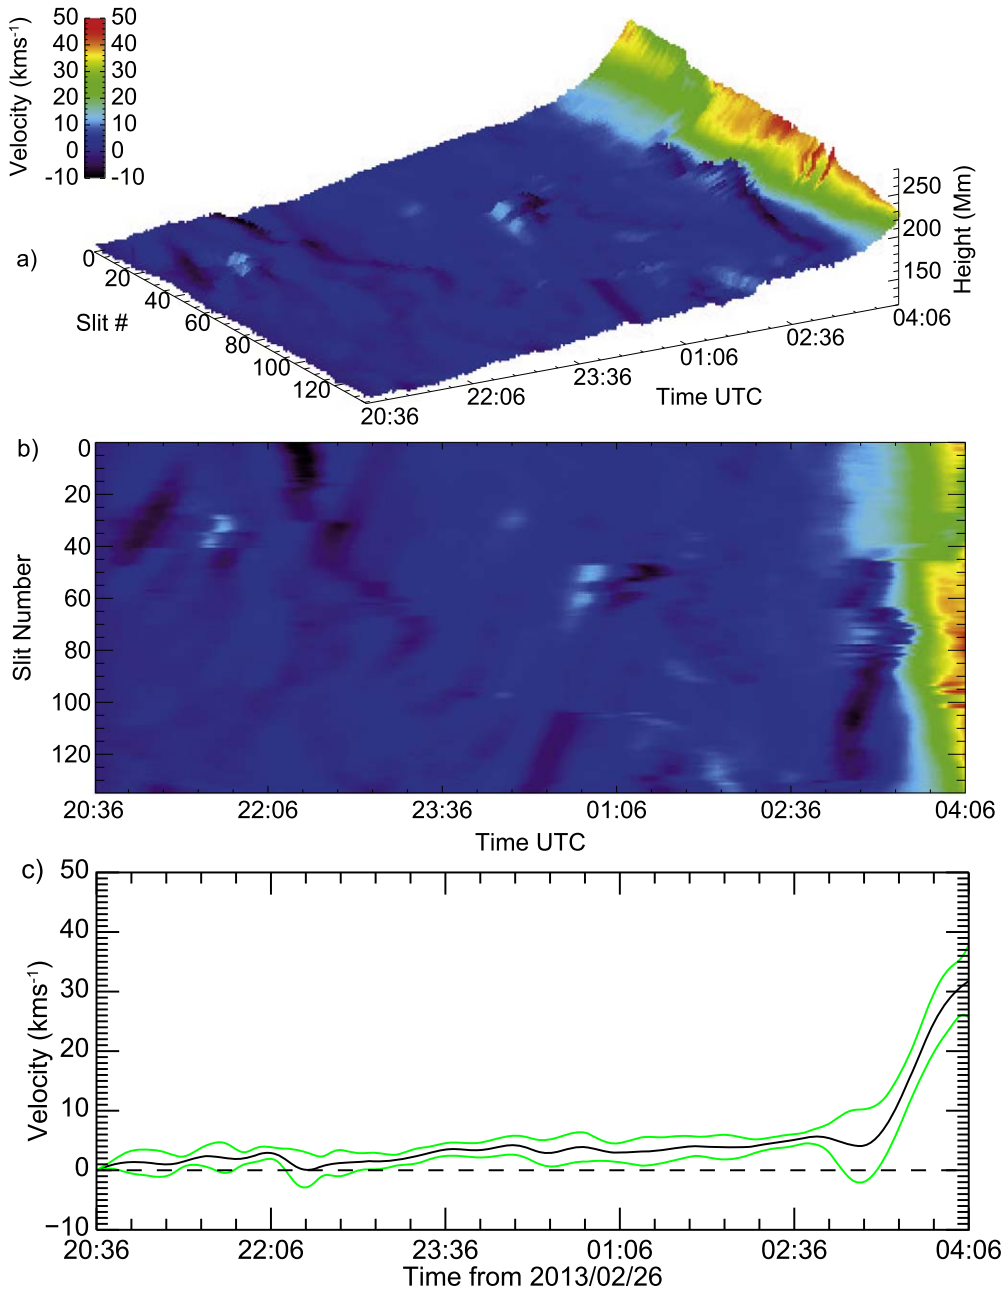 Velocity (kms⁻¹)
50 50
40 40
30 30
20 20
10 10
0 0
-10 -10
a)
0
20
40
60
80
100
120
Slit #
20:36
22:06
23:36
01:06
02:36
04:06
Time UTC
250
200
150
Height (Mm)
b)
0
20
40
60
80
100
120
Slit Number
20:36 22:06 23:36 01:06 02:36 04:06
Time UTC
c)
50
40
30
20
10
0
−10
Velocity (kms⁻¹)
20:36 22:06 23:36 01:06 02:36 04:06
Time from 2013/02/26